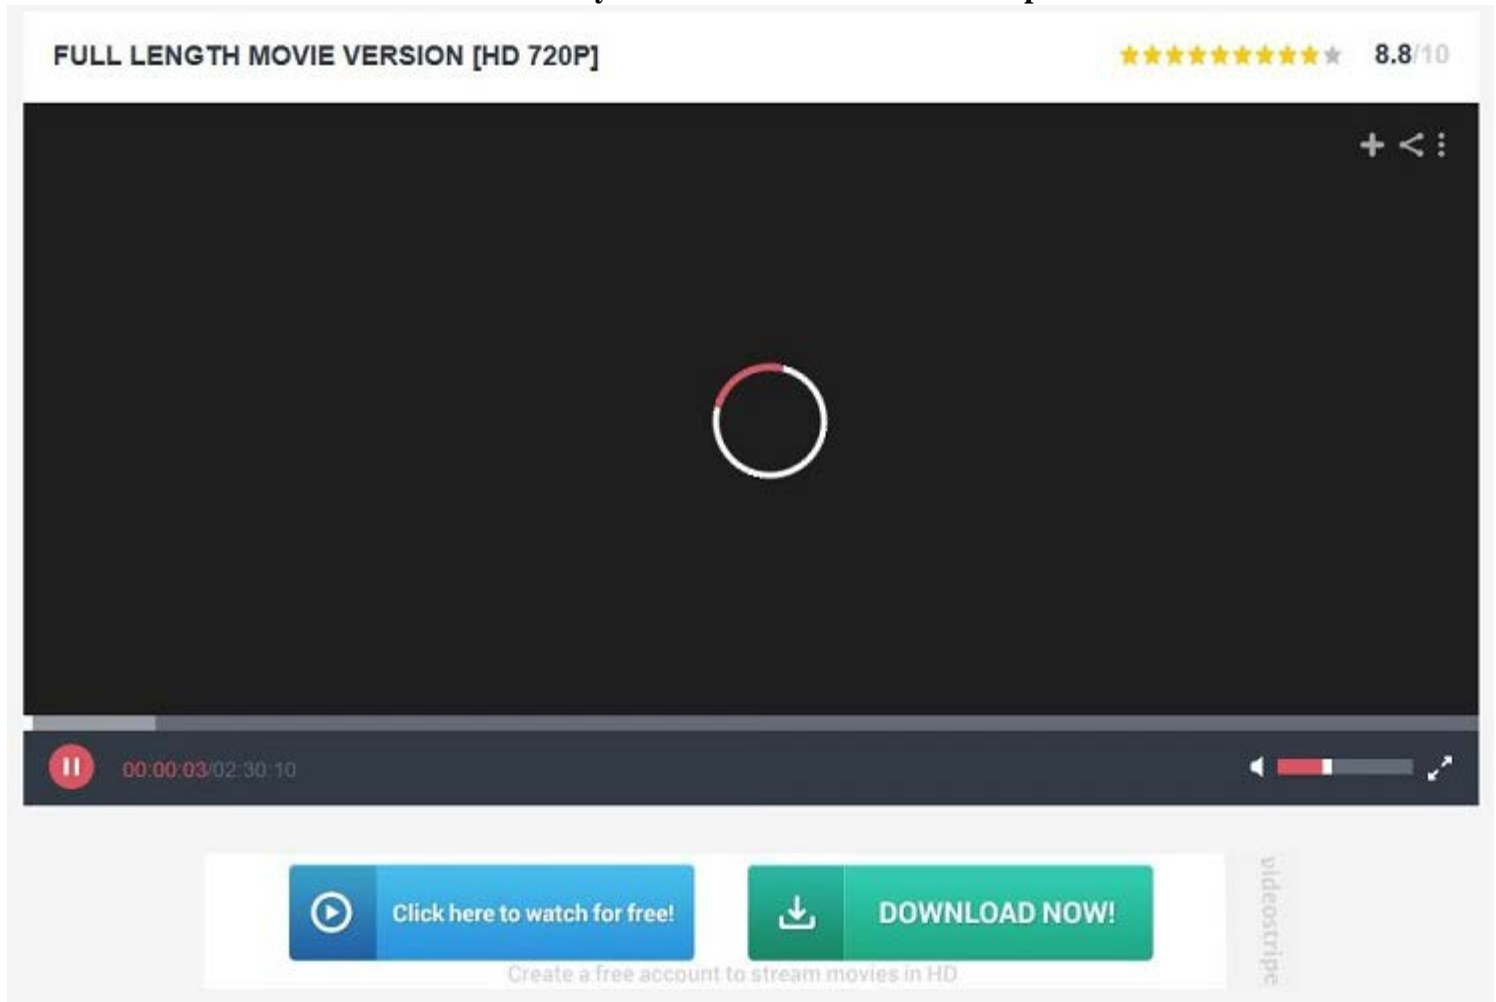 FULL LENGTH MOVIE VERSION [HD 720P]
8.8/10
00:00:03/02:30:10
Click here to watch for free!
DOWNLOAD NOW!
Create a free account to stream movies in HD
videostripe